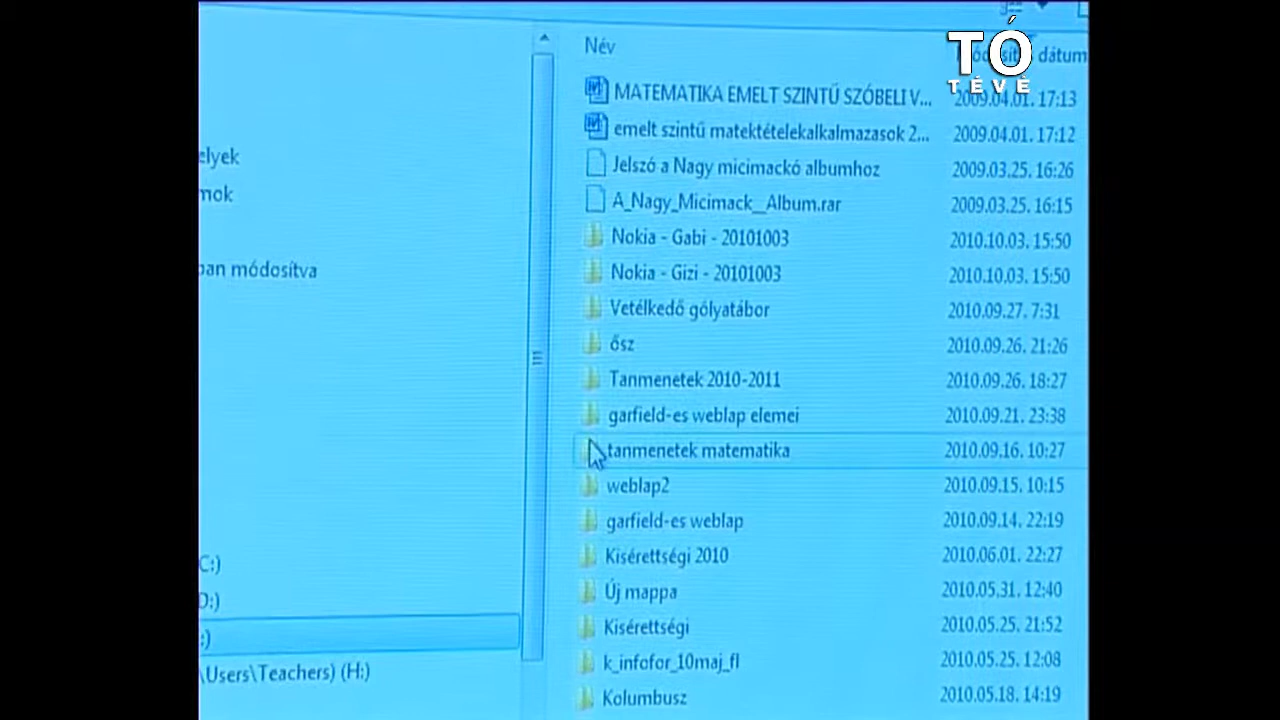 TÓ
TÉVÉ
Név dátum
MATEMATIKA EMELT SZINTŰ SZÓBELI V... 2009.04.01. 17:13
emelt szintű matektételekalkalmazasok 2... 2009.04.01. 17:12
Jelszó a Nagy micimackó albumhoz 2009.03.25. 16:26
A_Nagy_Micimack__Album.rar 2009.03.25. 16:15
Nokia - Gabi - 20101003 2010.10.03. 15:50
Nokia - Gizi - 20101003 2010.10.03. 15:50
Vetélkedő gólyatábor 2010.09.27. 7:31
ősz 2010.09.26. 21:26
Tanmenetek 2010-2011 2010.09.26. 18:27
garfield-es weblap elemei 2010.09.21. 23:38
tanmenetek matematika 2010.09.16. 10:27
weblap2 2010.09.15. 10:15
garfield-es weblap 2010.09.14. 22:19
Kisérettségi 2010 2010.06.01. 22:27
Új mappa 2010.05.31. 12:40
Kisérettségi 2010.05.25. 21:52
k_infofor_10maj_fl 2010.05.25. 12:08
Kolumbusz 2010.05.18. 14:19
elyek
mok
ban módosítva
C:)
D:)
:)
\Users\Teachers) (H:)